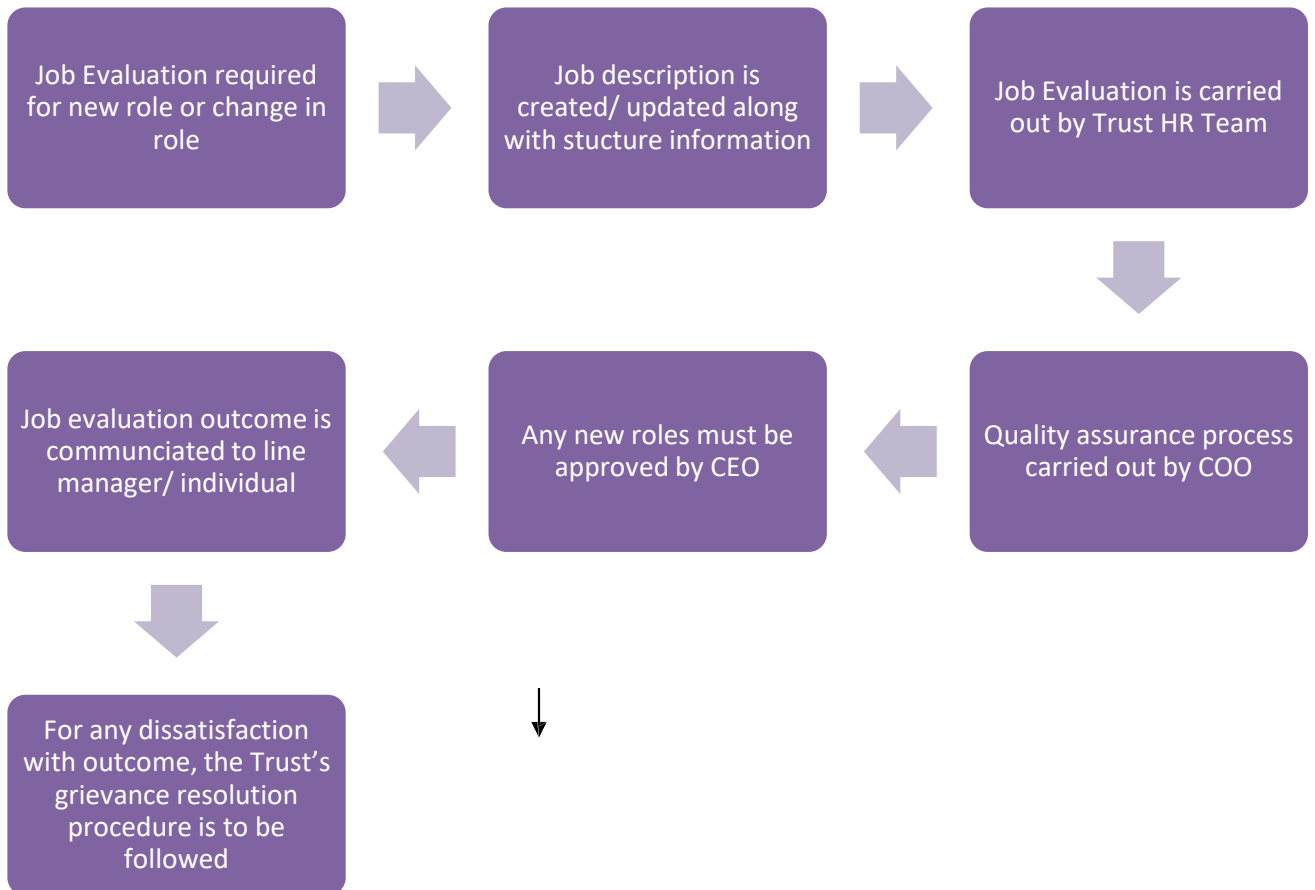 Job Evaluation required
for new role or change in
role
Job description is
created/ updated along
with stucture information
Job Evaluation is carried
out by Trust HR Team
Quality assurance process
carried out by COO
Any new roles must be
approved by CEO
Job evaluation outcome is
communciated to line
manager/ individual
For any dissatisfaction
with outcome, the Trust’s
grievance resolution
procedure is to be
followed